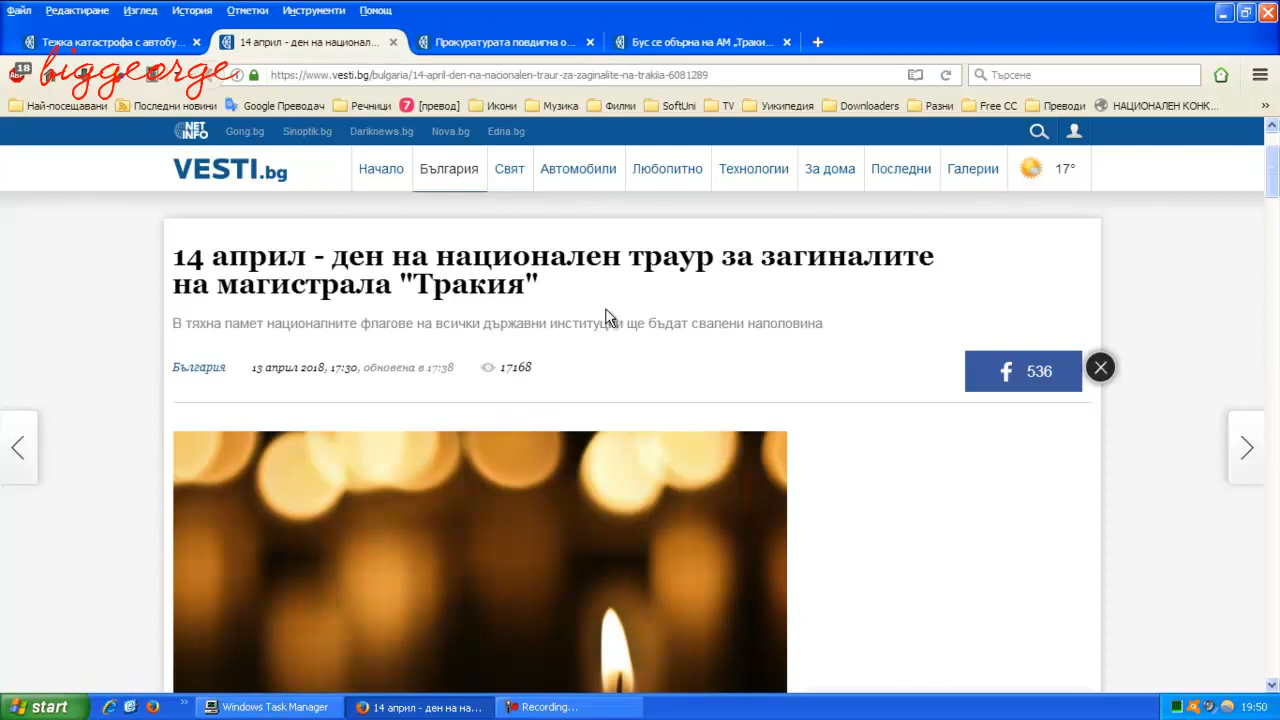 Файл Редактиране Изглед История Отметки Инструменти Помощ
Тежка катастрофа с автобу... 14 април - ден на национал... Прокуратурата повдигна о... Бус се обърна на АМ „Траки...
biggeorge
18
https://www.vesti.bg/bulgaria/14-april-den-na-nacionalen-traur-za-zaginalite-na-trakiia-6081289 Търсене
Най-посещавани Последни новини Google Преводач Речници [превод] Икони Музика Филми SoftUni TV Уикипедия Downloaders Разни Free CC Преводи НАЦИОНАЛЕН КОНК...
NET INFO Gong.bg Sinoptik.bg Dariknews.bg Nova.bg Edna.bg
VESTI.bg Начало България Свят Автомобили Любопитно Технологии За дома Последни Галерии 17°
14 април - ден на национален траур за загиналите
на магистрала "Тракия"
В тяхна памет националните флагове на всички държавни институции ще бъдат свалени наполовина
България 13 април 2018, 17:30, обновена в 17:38 17168
536
start Windows Task Manager 14 април - ден на на... Recording... 19:50